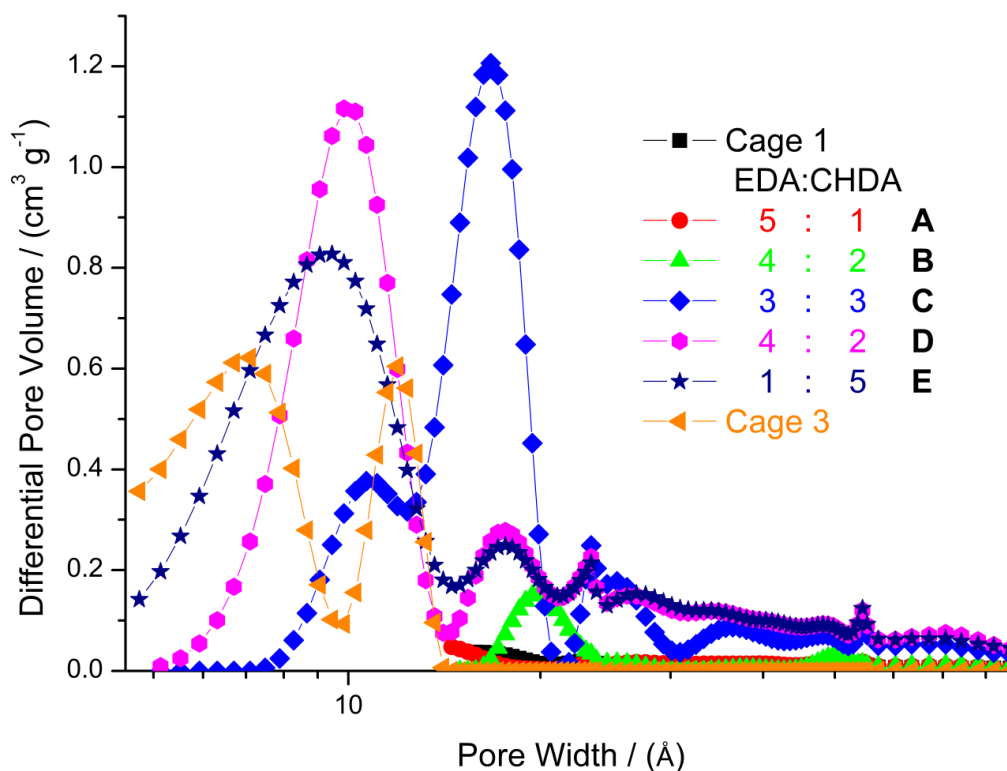 Differential Pore Volume / (cm³ g⁻¹)
1.2
1.0
0.8
0.6
0.4
0.2
0.0
10
Pore Width / (Å)
Cage 1
EDA:CHDA
5 : 1 A
4 : 2 B
3 : 3 C
4 : 2 D
1 : 5 E
Cage 3